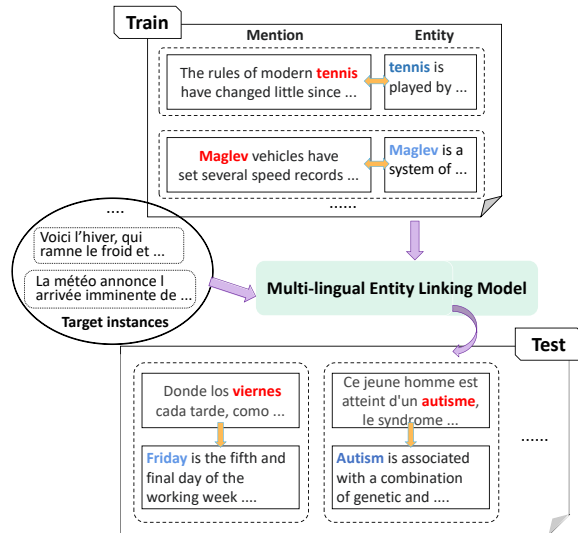 Train
Mention Entity
The rules of modern tennis
have changed little since ...
tennis is
played by ...
Maglev vehicles have
set several speed records ...
Maglev is a
system of ...
......
....
Voici l'hiver, qui
ramne le froid et ...
La météo annonce l
arrivée imminente de ...
Target instances
Multi-lingual Entity Linking Model
Test
Donde los viernes
cada tarde, como ...
Friday is the fifth and
final day of the
working week ....
Ce jeune homme est
atteint d'un autisme,
le syndrome ...
Autism is associated
with a combination
of genetic and ....
......